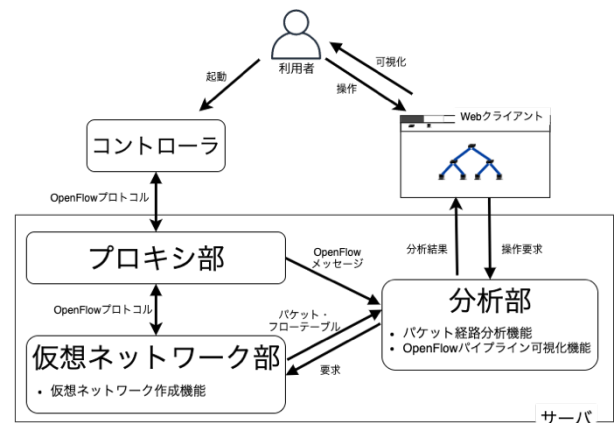 利用者
可視化
起動
操作
Webクライアント
コントローラ
OpenFlowプロトコル
プロキシ部
OpenFlow
メッセージ
分析結果
操作要求
OpenFlowプロトコル
パケット・
フローテーブル
分析部
• パケット経路分析機能
• OpenFlowパイプライン可視化機能
仮想ネットワーク部
• 仮想ネットワーク作成機能
要求
サーバ